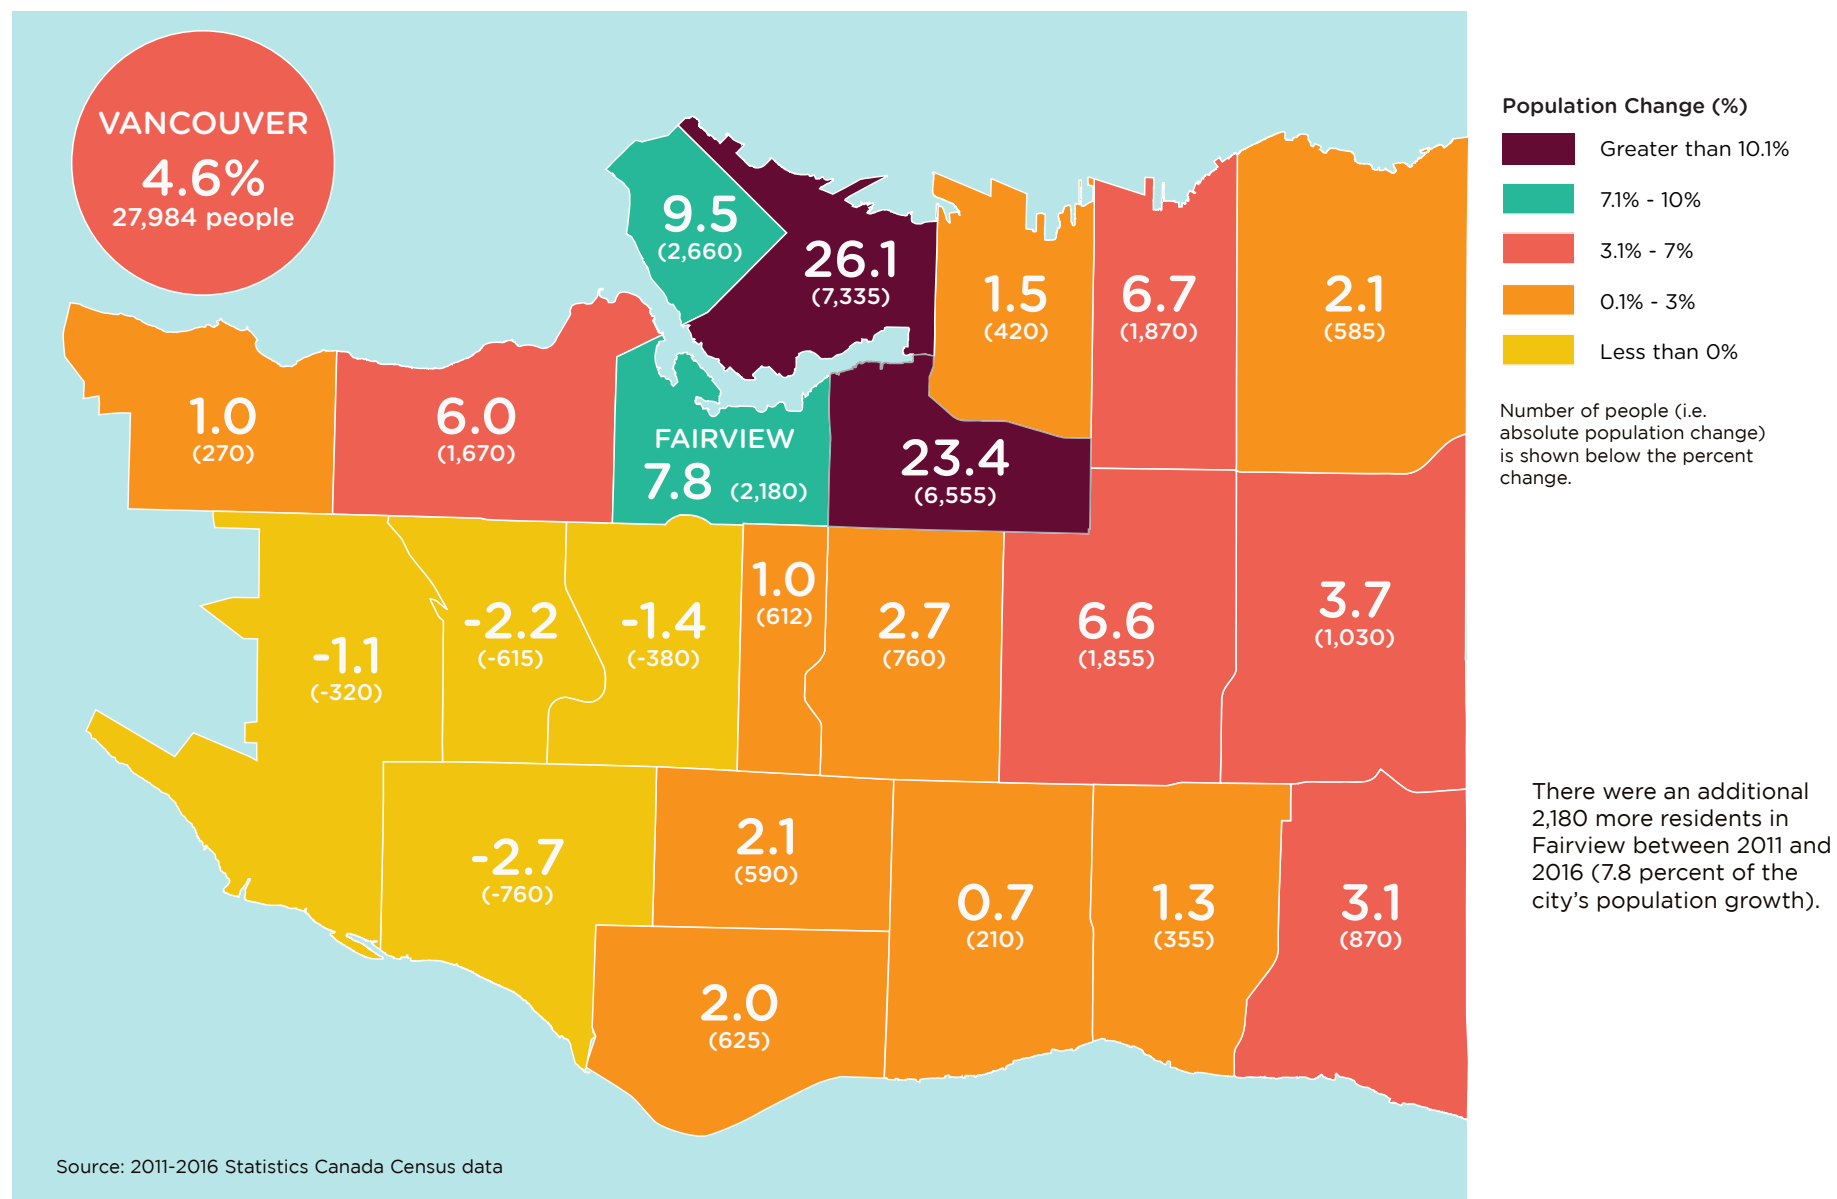 VANCOUVER
4.6%
27,984 people
Population Change (%)
Greater than 10.1%
7.1% - 10%
3.1% - 7%
0.1% - 3%
Less than 0%
Number of people (i.e.
absolute population change)
is shown below the percent
change.
9.5
(2,660)
26.1
(7,335)
1.5
(420)
6.7
(1,870)
2.1
(585)
1.0
(270)
6.0
(1,670)
FAIRVIEW
7.8 (2,180)
23.4
(6,555)
-1.1
(-320)
-2.2
(-615)
-1.4
(-380)
1.0
(612)
2.7
(760)
6.6
(1,855)
3.7
(1,030)
-2.7
(-760)
2.1
(590)
2.0
(625)
0.7
(210)
1.3
(355)
3.1
(870)
There were an additional
2,180 more residents in
Fairview between 2011 and
2016 (7.8 percent of the
city’s population growth).
Source: 2011-2016 Statistics Canada Census data